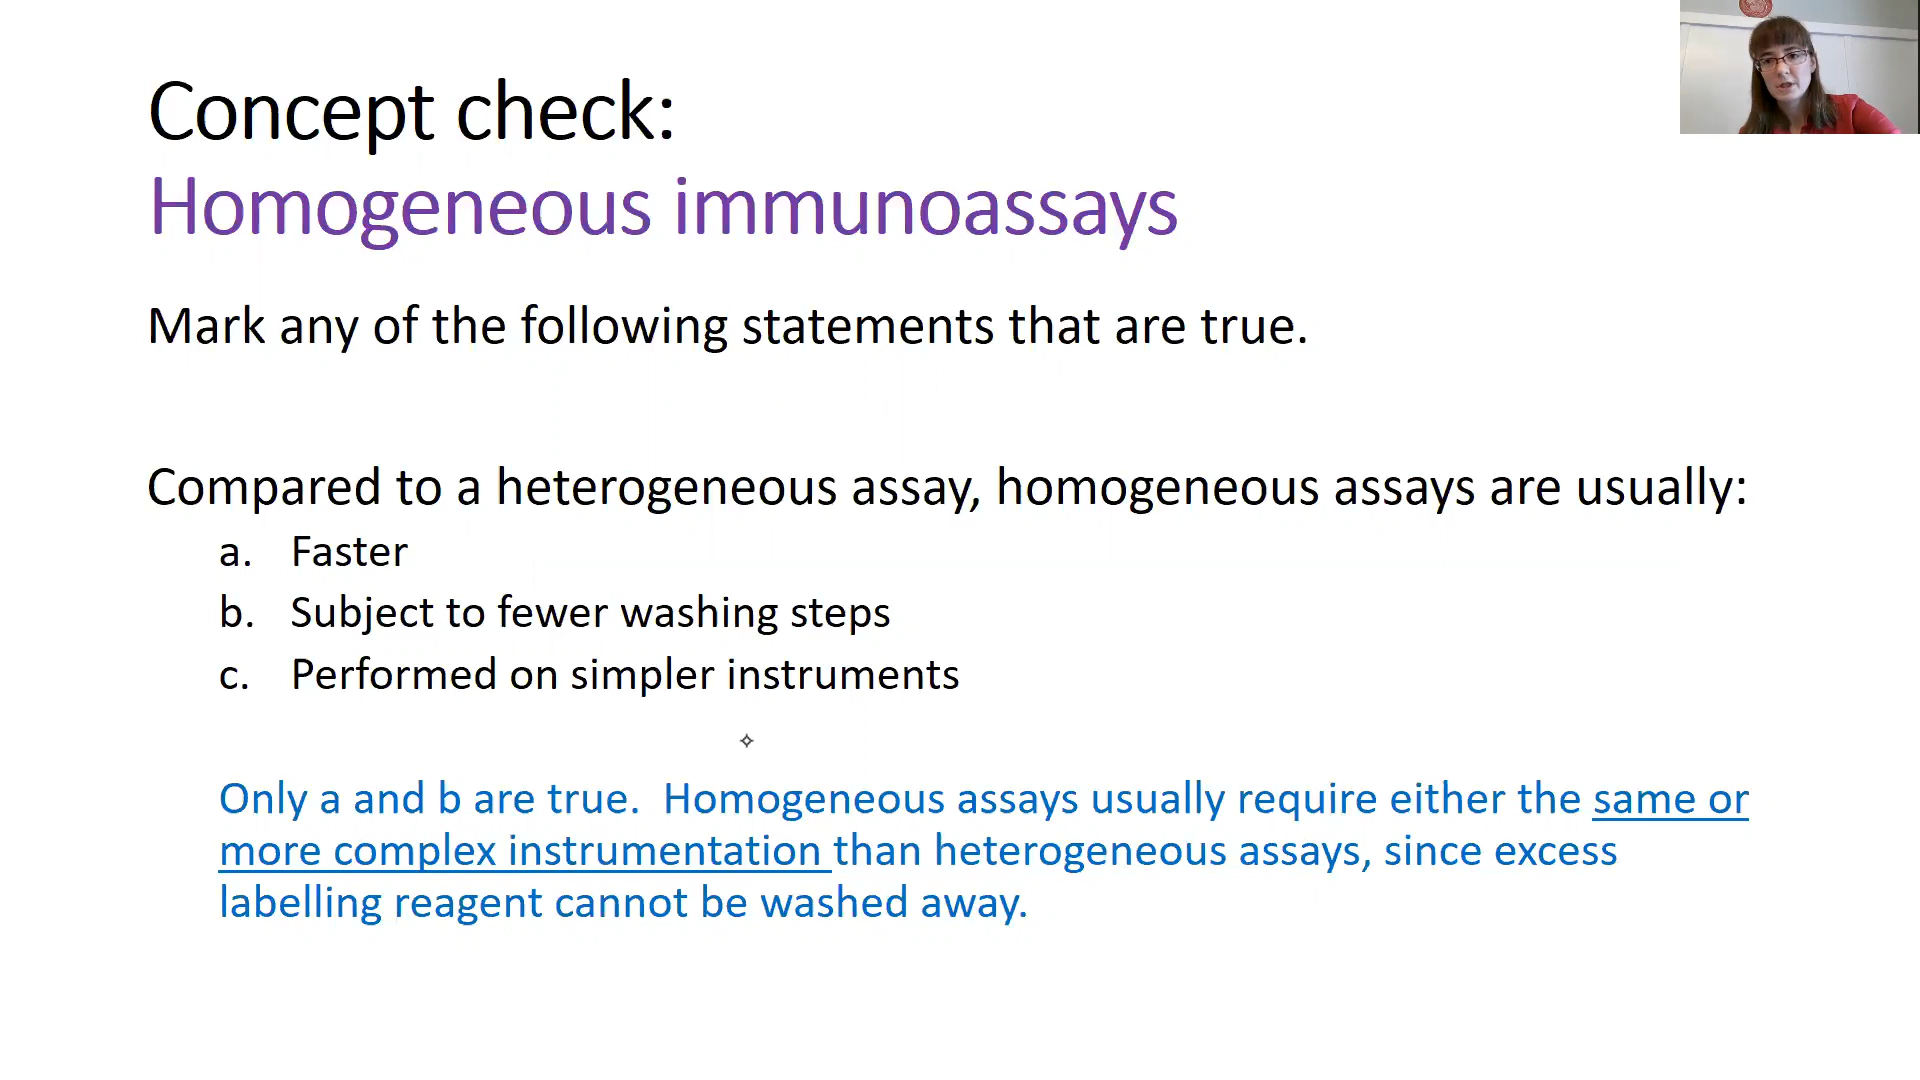 Concept check:
Homogeneous immunoassays
Mark any of the following statements that are true.
Compared to a heterogeneous assay, homogeneous assays are usually:
a. Faster
b. Subject to fewer washing steps
c. Performed on simpler instruments
Only a and b are true. Homogeneous assays usually require either the same or
more complex instrumentation than heterogeneous assays, since excess
labelling reagent cannot be washed away.